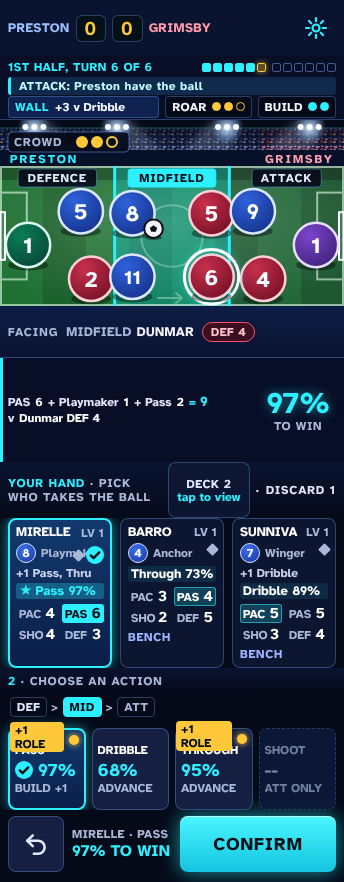 PRESTON 0 0 GRIMSBY
1ST HALF, TURN 6 OF 6
ATTACK: Preston have the ball
WALL +3 v Dribble
ROAR
BUILD
CROWD
PRESTON GRIMSBY
DEFENCE MIDFIELD ATTACK
5 8 5 9
1 1
2 11 6 4
FACING MIDFIELD DUNMAR DEF 4
PAS 6 + Playmaker 1 + Pass 2 = 9
v Dunmar DEF 4
97%
TO WIN
YOUR HAND · PICK
WHO TAKES THE BALL
DECK 2
tap to view
· DISCARD 1
MIRELLE LV 1
8
+1 Pass, Thru
★ Pass 97%
PAC 4 PAS 6
SHO 4 DEF 3
BARRO LV 1
4 Anchor
Through 73%
PAC 3 PAS 4
SHO 2 DEF 5
BENCH
SUNNIVA LV 1
7 Winger
+1 Dribble
Dribble 89%
PAC 5 PAS 5
SHO 3 DEF 4
BENCH
2 · CHOOSE AN ACTION
DEF > MID > ATT
+1
ROLE
97%
BUILD +1
DRIBBLE
68%
ADVANCE
+1
ROLE
95%
ADVANCE
SHOOT
--
ATT ONLY
MIRELLE · PASS
97% TO WIN
CONFIRM